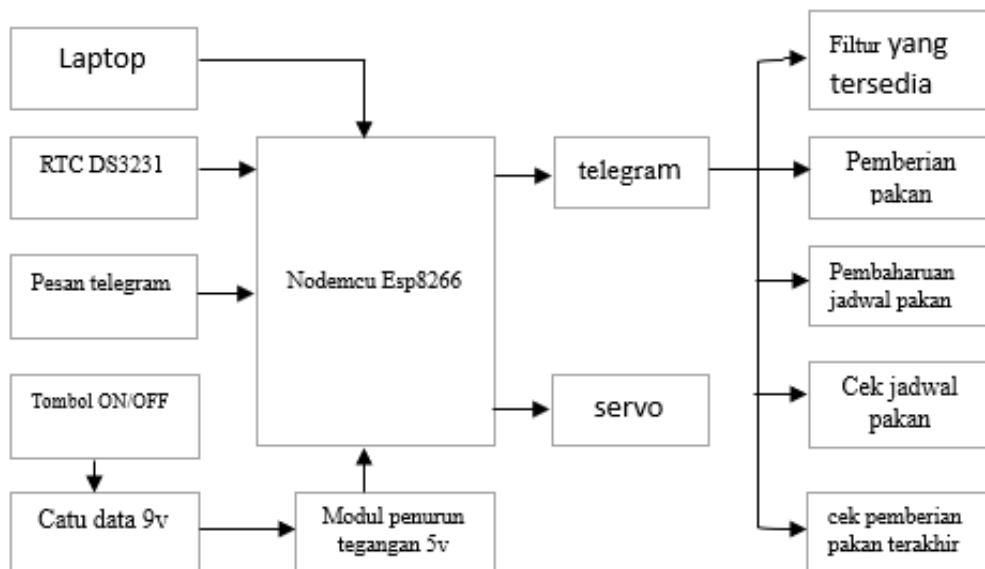 Laptop
RTC DS3231
Pesan telegram
Tombol ON/OFF
Catu data 9v
Nodemcu Esp8266
Modul penurun
tegangan 5v
telegram
servo
Filtur yang
tersedia
Pemberian
pakan
Pembaharuan
jadwal pakan
Cek jadwal
pakan
cek pemberian
pakan terakhir